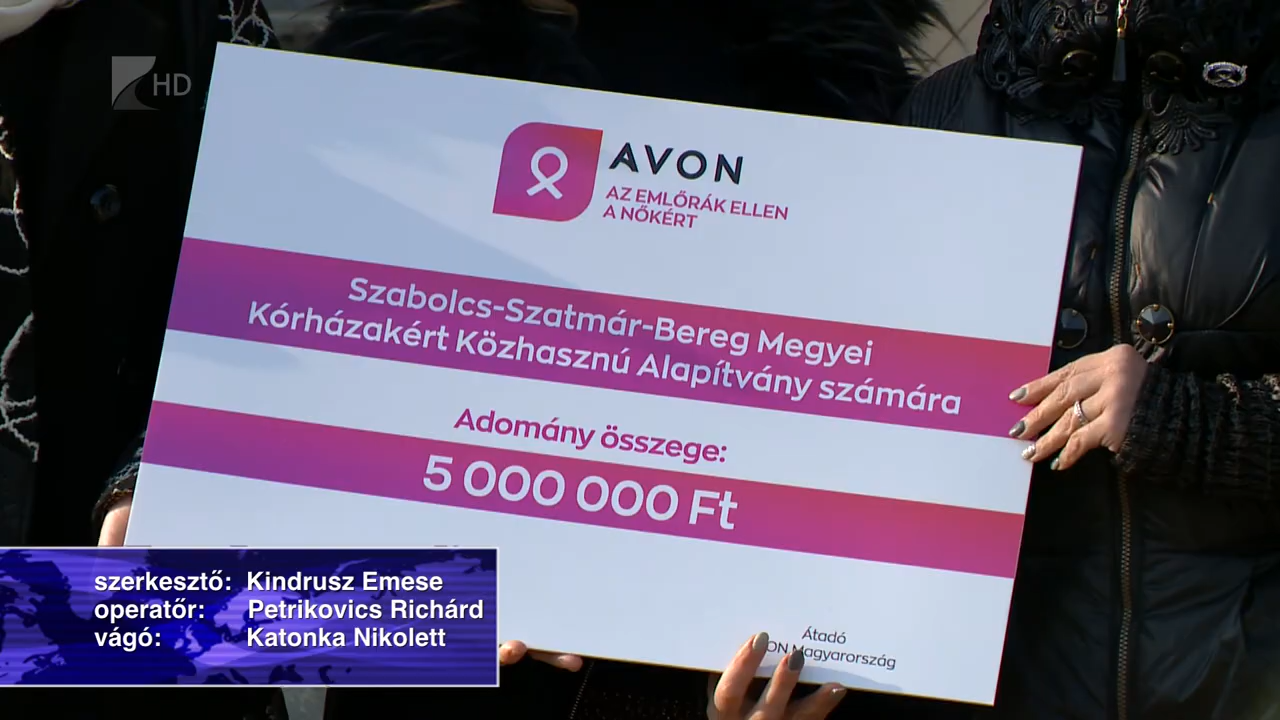 HD
AVON
AZ EMLŐRÁK ELLEN
A NŐKÉRT
Szabolcs-Szatmár-Bereg Megyei
Kórházakért Közhasznú Alapítvány számára
Adomány összege:
5 000 000 Ft
Átadó
ON Magyarország
szerkesztő: Kindrusz Emese
operatőr: Petrikovics Richárd
vágó: Katonka Nikolett